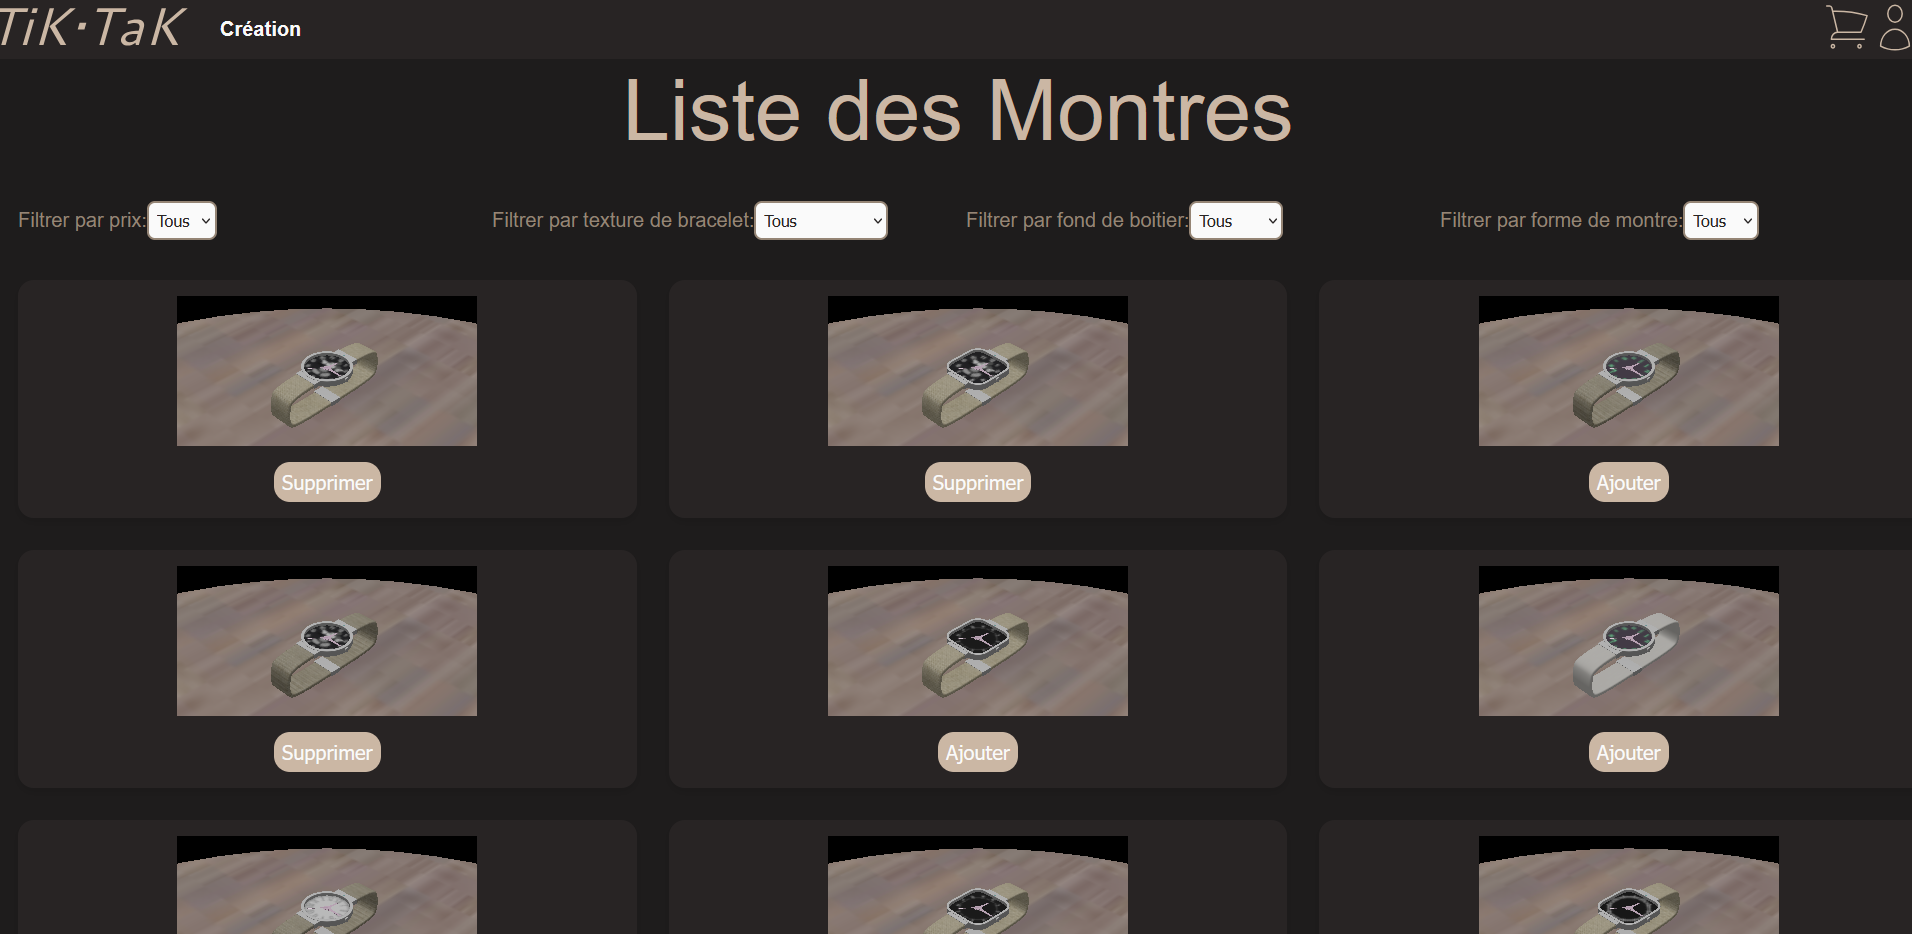 TiK·TaK
Création
Liste des Montres
Filtrer par prix: Tous
Filtrer par texture de bracelet: Tous
Filtrer par fond de boitier: Tous
Filtrer par forme de montre: Tous
Supprimer
Supprimer
Ajouter
Supprimer
Ajouter
Ajouter